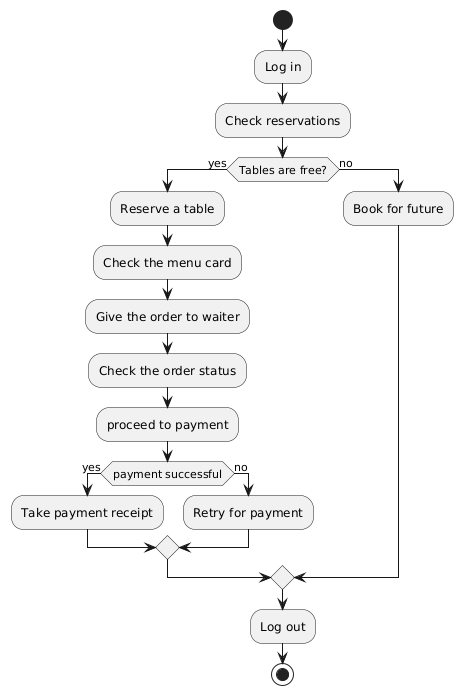 Log in
Check reservations
yes
Tables are free?
no
Reserve a table
Book for future
Check the menu card
Give the order to waiter
Check the order status
proceed to payment
yes
payment successful
no
Take payment receipt
Retry for payment
Log out